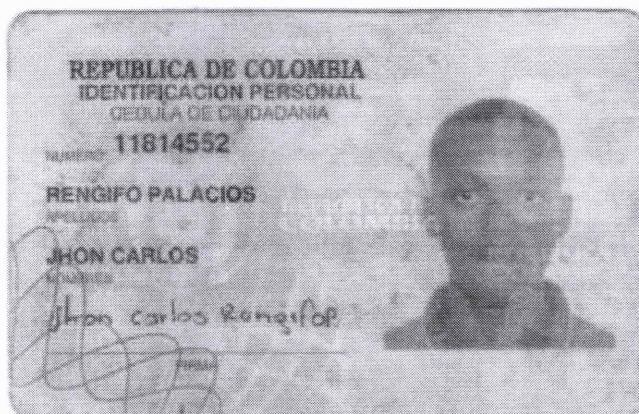 REPUBLICA DE COLOMBIA
IDENTIFICACION PERSONAL
CEDULA DE CIUDADANIA
NUMERO 11814552
RENGIFO PALACIOS
APELLIDOS
JHON CARLOS
NOMBRES
Jhon carlos Rengifo P.
FIRMA